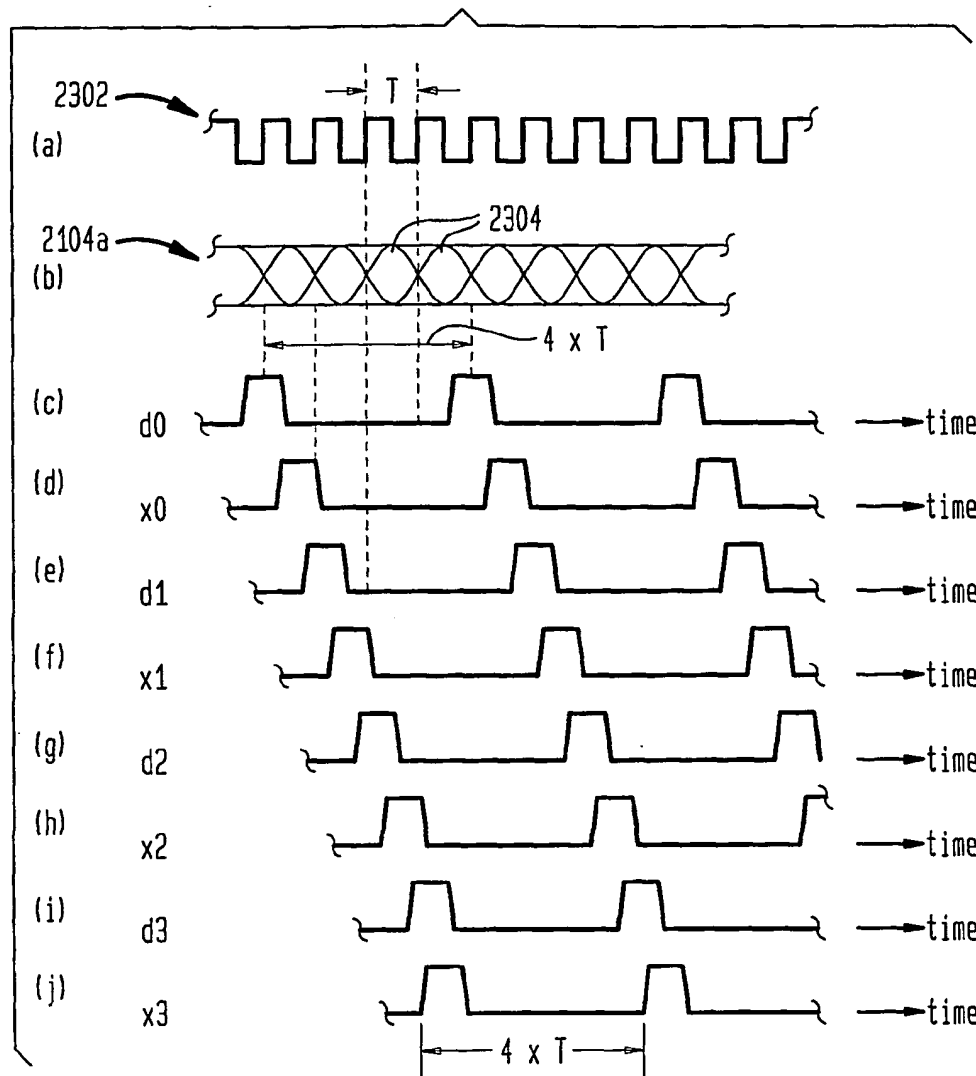 T
2302
(a)
2304
2104a
(b)
4 x T
(c)
d0
time
(d)
x0
time
(e)
d1
time
(f)
x1
time
(g)
d2
time
(h)
x2
time
(i)
d3
time
(j)
x3
time
4 x T